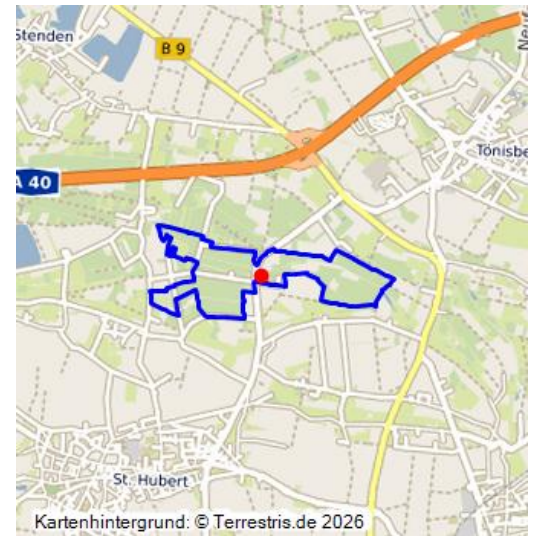 Stenden
B 9
Tönisbe
A 40
St. Hubert
Kartenhintergrund: © Terrestris.de 2026